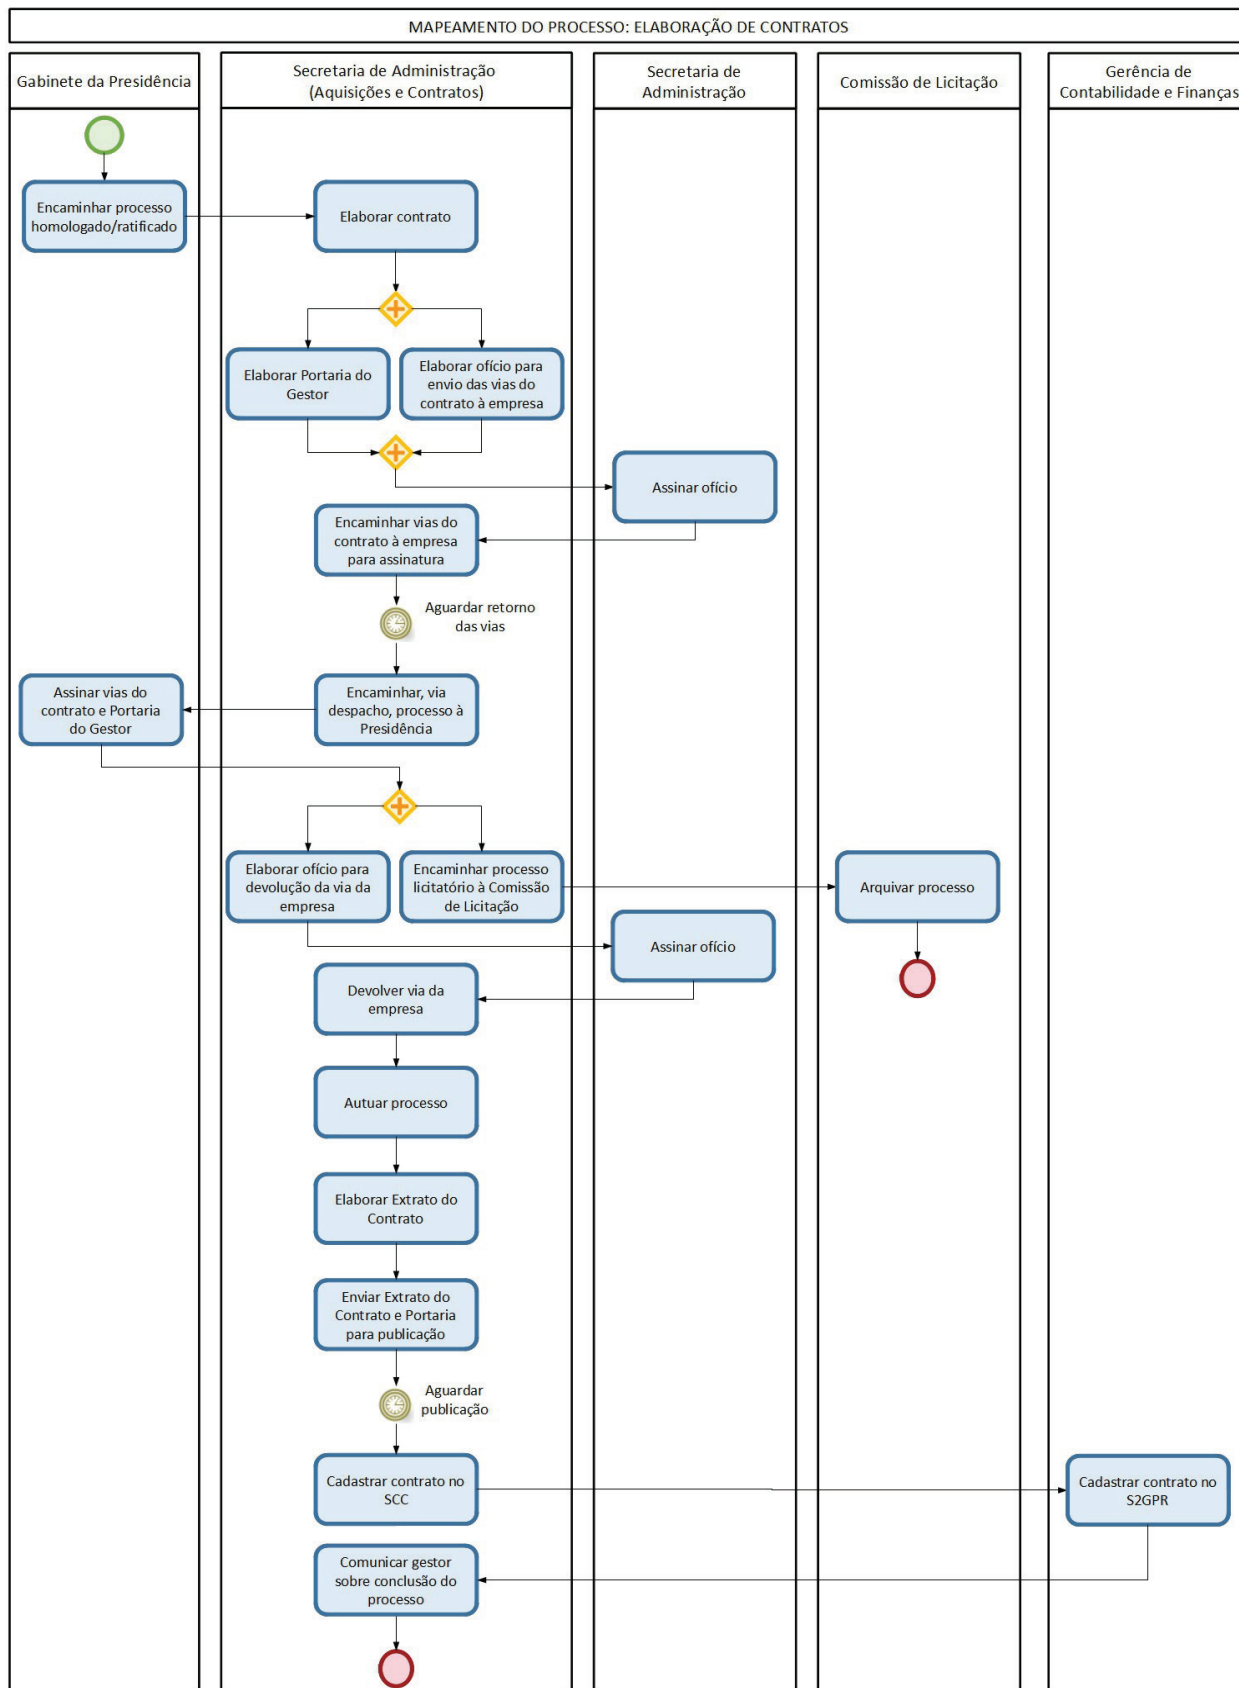 MAPEAMENTO DO PROCESSO: ELABORAÇÃO DE CONTRATOS
Gabinete da Presidência
Secretaria de Administração
(Aquisições e Contratos)
Secretaria de
Administração
Comissão de Licitação
Gerência de
Contabilidade e Finanças
Encaminhar processo
homologado/ratificado
Elaborar contrato
Elaborar Portaria do
Gestor
Elaborar ofício para
envio das vias do
contrato à empresa
Assinar ofício
Encaminhar vias do
contrato à empresa
para assinatura
Aguardar retorno
das vias
Encaminhar, via
despacho, processo à
Presidência
Assinar vias do
contrato e Portaria
do Gestor
Elaborar ofício para
devolução da via da
empresa
Encaminhar processo
licitatório à Comissão
de Licitação
Arquivar processo
Assinar ofício
Devolver via da
empresa
Autuar processo
Elaborar Extrato do
Contrato
Enviar Extrato do
Contrato e Portaria
para publicação
Aguardar
publicação
Cadastrar contrato no
SCC
Cadastrar contrato no
S2GPR
Comunicar gestor
sobre conclusão do
processo